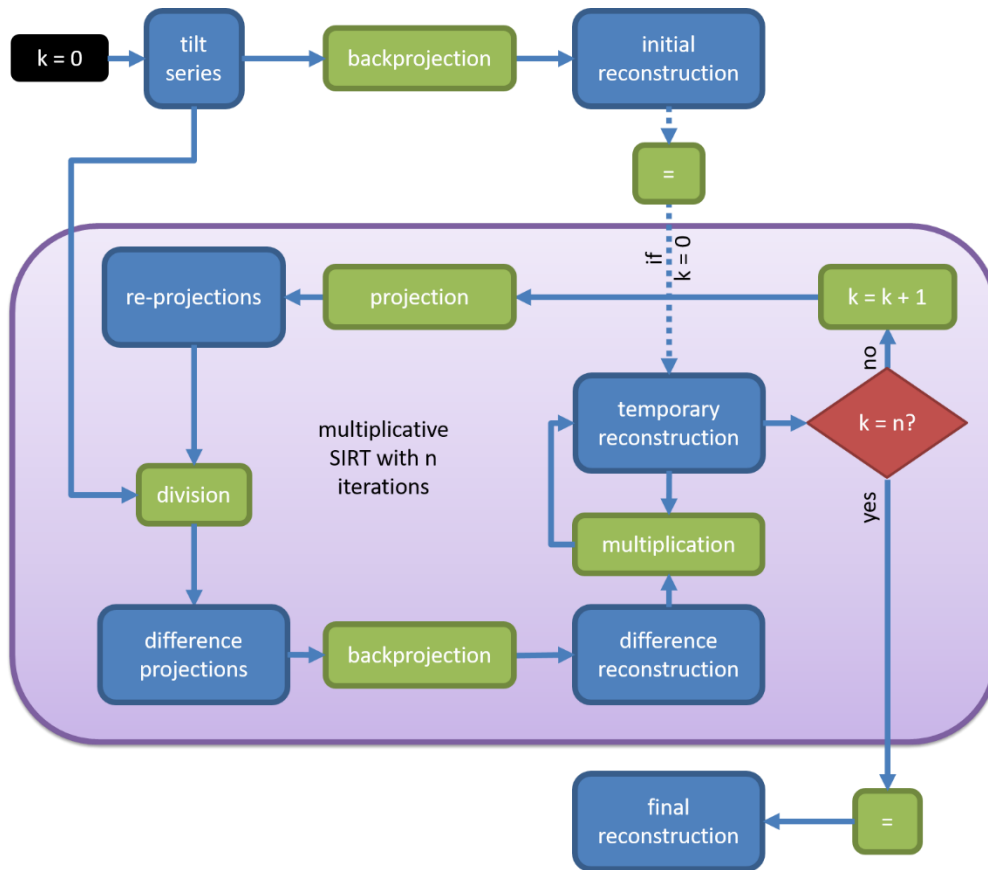 k = 0
tilt
series
backprojection
initial
reconstruction
=
if
k = 0
re-projections
projection
k = k + 1
no
temporary
reconstruction
k = n?
multiplicative
SIRT with n
iterations
division
yes
multiplication
difference
projections
backprojection
difference
reconstruction
final
reconstruction
=